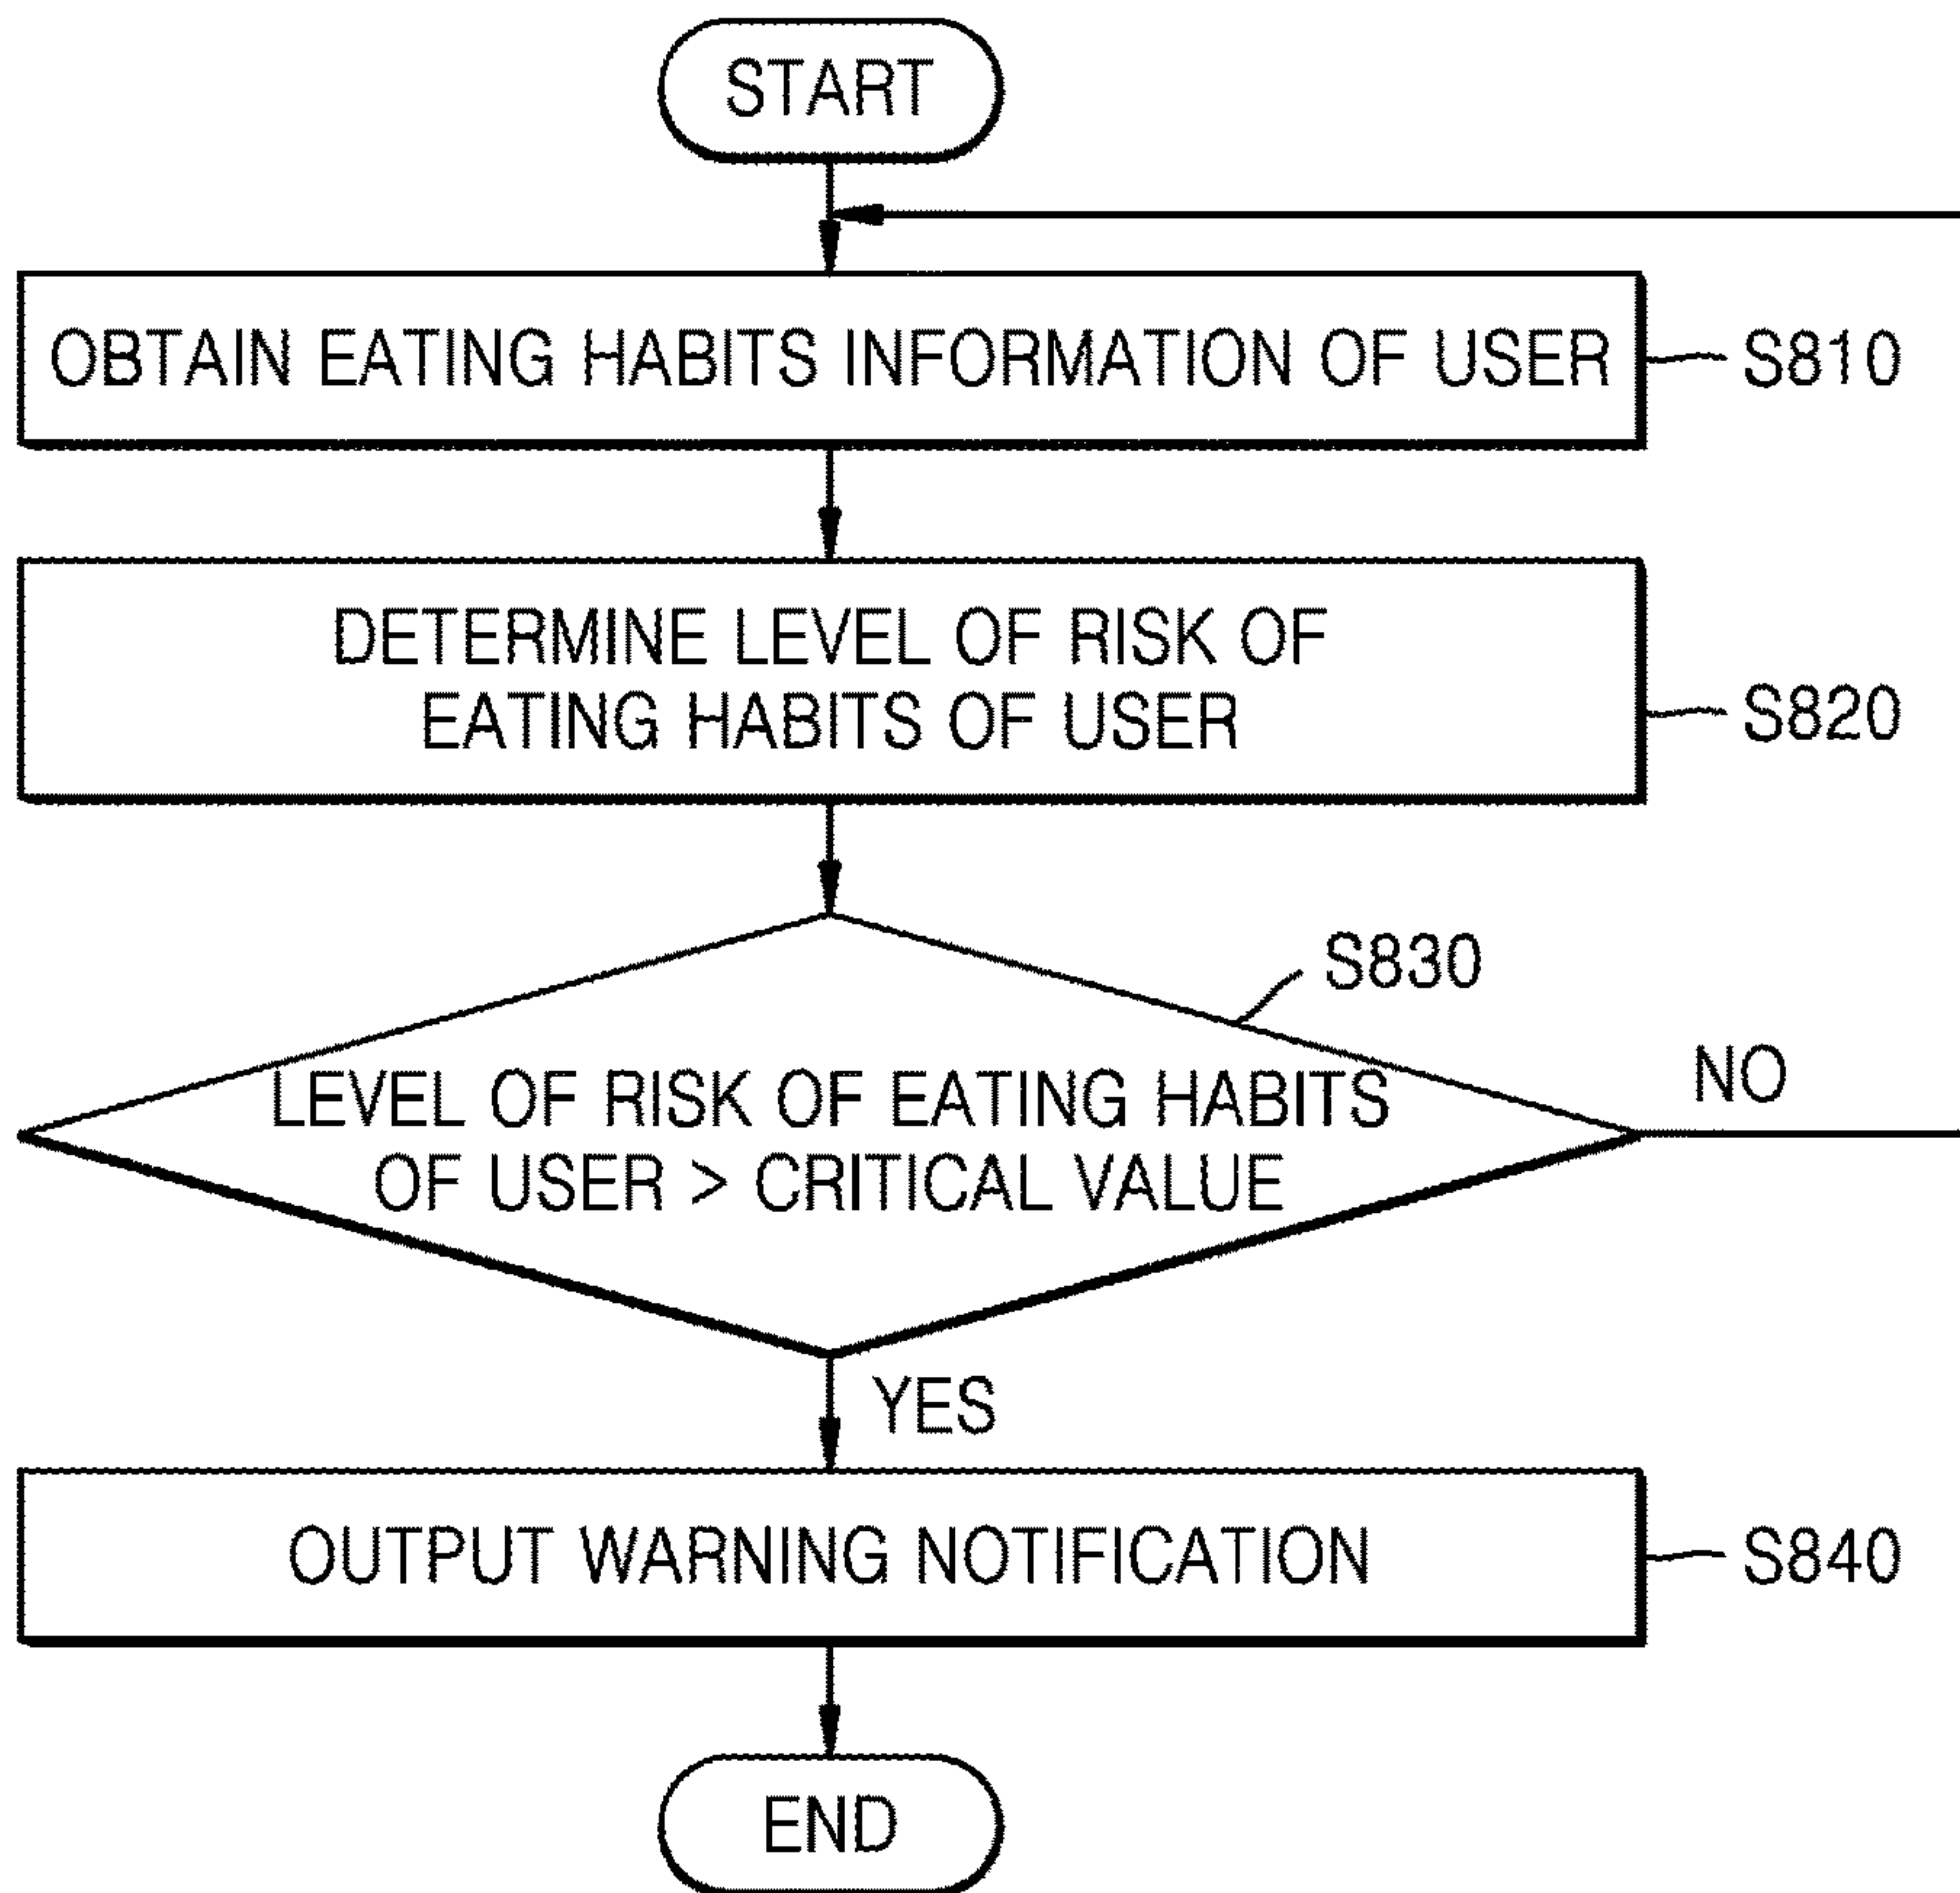 START
OBTAIN EATING HABITS INFORMATION OF USER
S810
DETERMINE LEVEL OF RISK OF
EATING HABITS OF USER
S820
S830
LEVEL OF RISK OF EATING HABITS
OF USER > CRITICAL VALUE
NO
YES
OUTPUT WARNING NOTIFICATION
S840
END